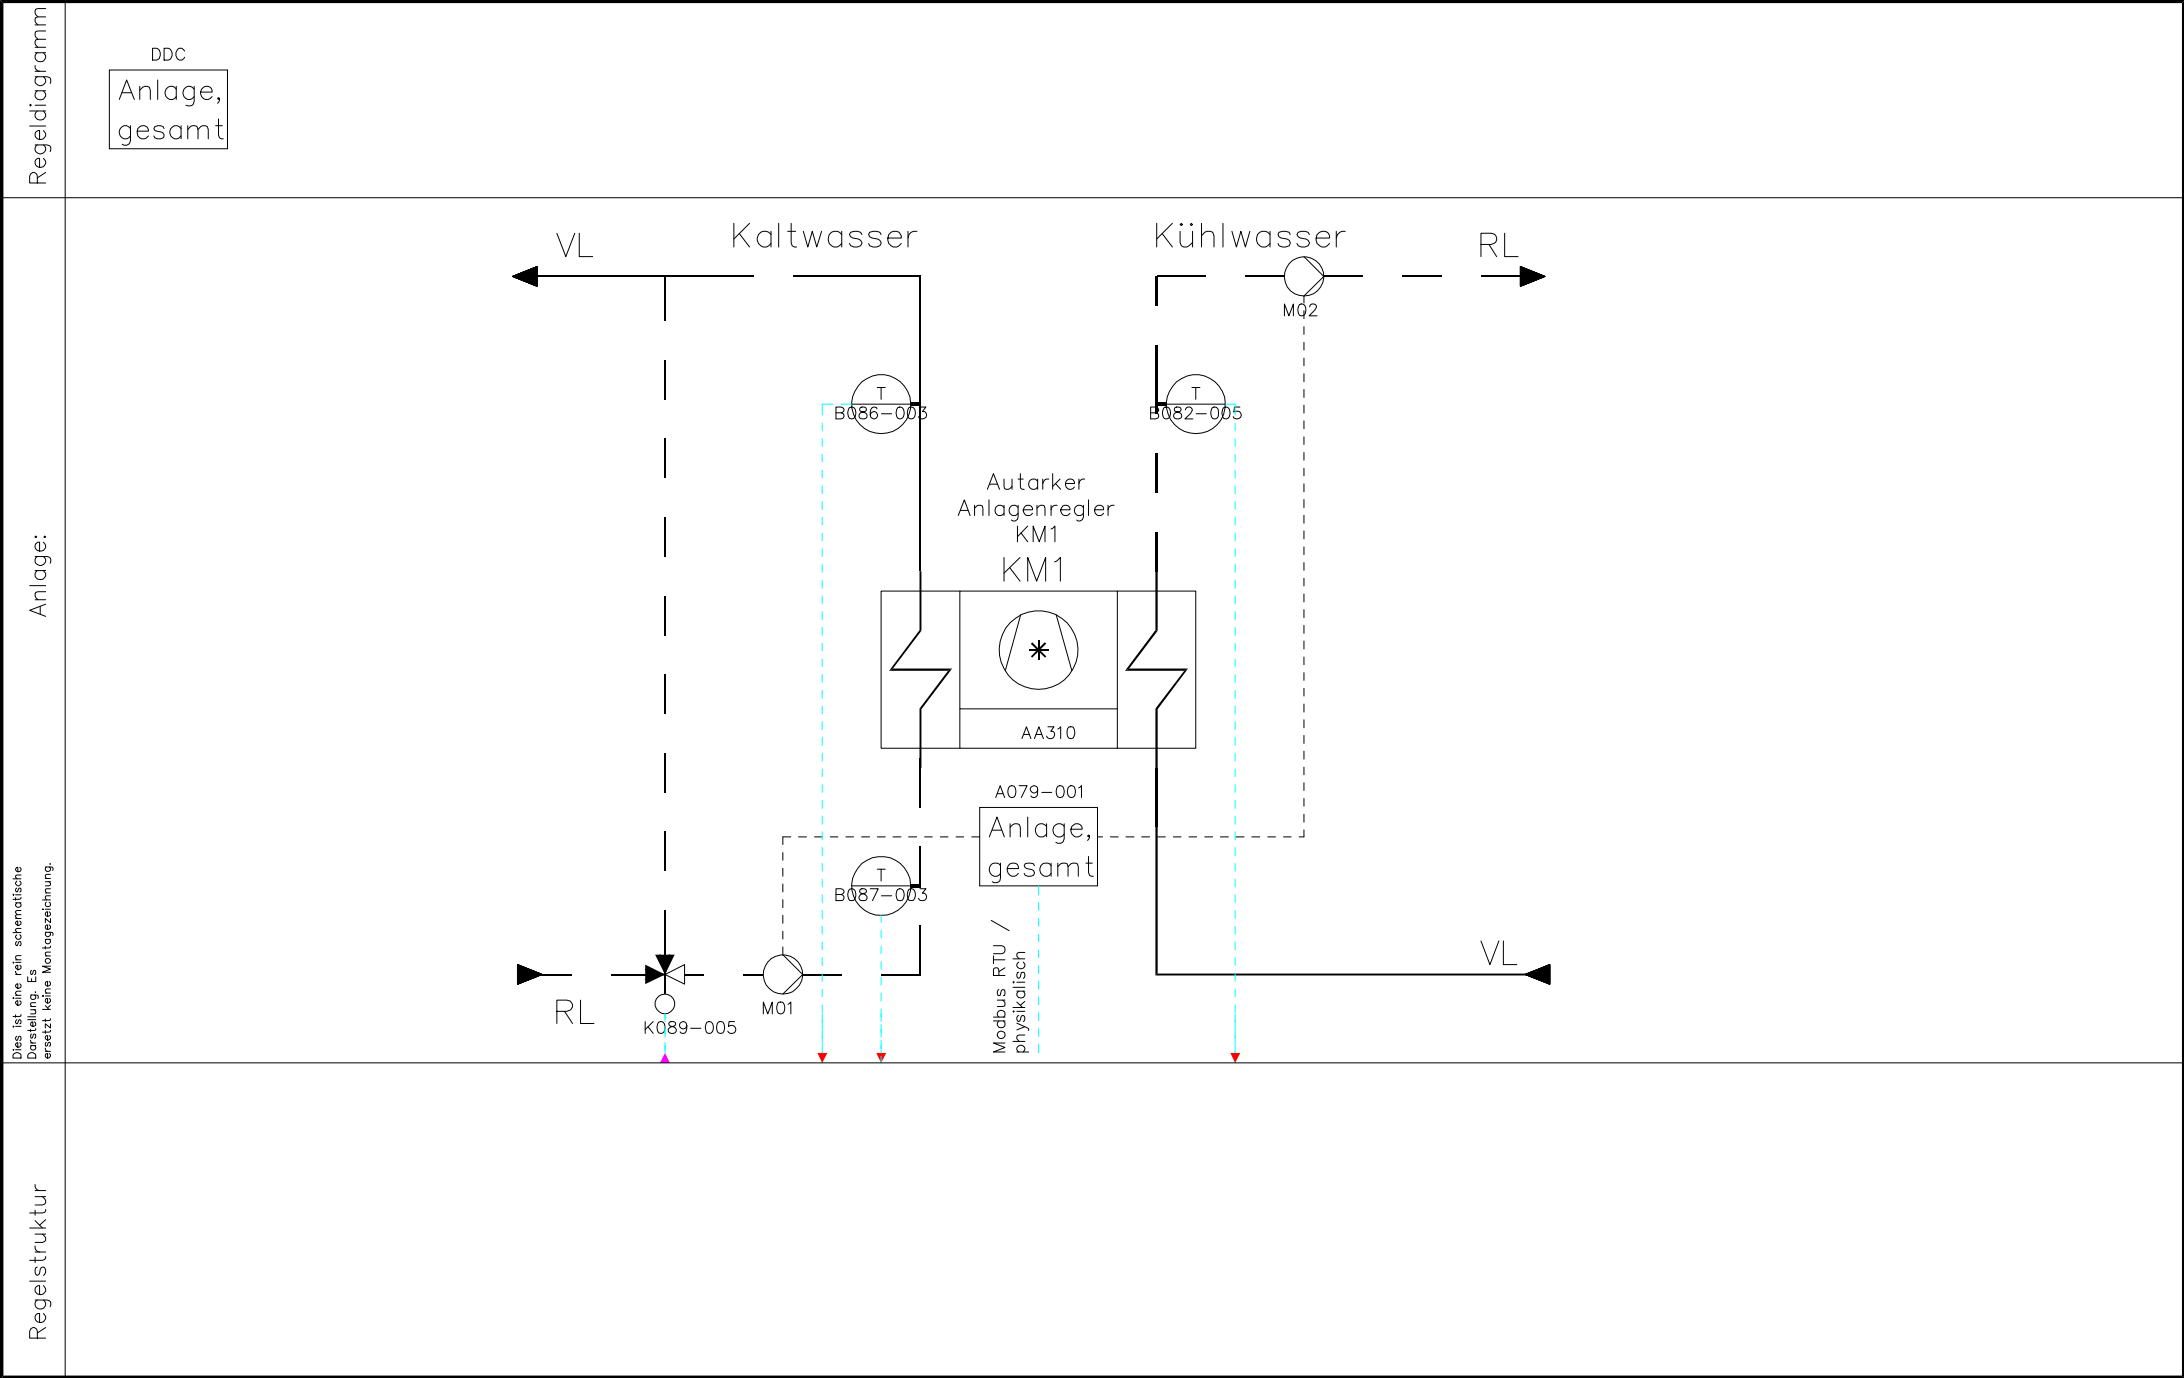 Regeldiagramm
DDC
Anlage,
gesamt
Anlage:
Dies ist eine rein schematische
Darstellung. Es
ersetzt keine Montagezeichnung.
VL
Kaltwasser
Kühlwasser
RL
M02
T
B086-003
T
B082-005
Autarker
Anlagenregler
KM1
KM1
AA310
A079-001
Anlage,
gesamt
T
B087-003
Modbus RTU /
physikalisch
VL
RL
M01
K089-005
Regelstruktur